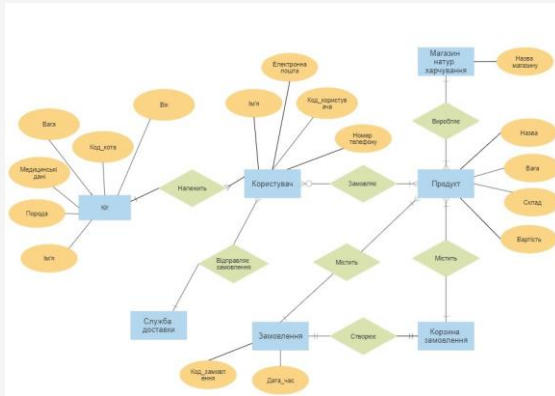 Магазин
натур
харчування
Назва
магазину
Електронна
пошта
Вік
Ім'я
Код_користув
ача
Вага
Код_кота
Виробляє
Номер
телефону
Назва
Медицинські
дані
Належить
Користувач
Замовляє
Продукт
Вага
Кіт
Порода
Склад
Вартість
Ім'я
Відправляє
замовлення
Містить
Містить
Служба
доставки
Замовлення
Створює
Корзина
замовлення
Код_замовл
ення
Дата_час